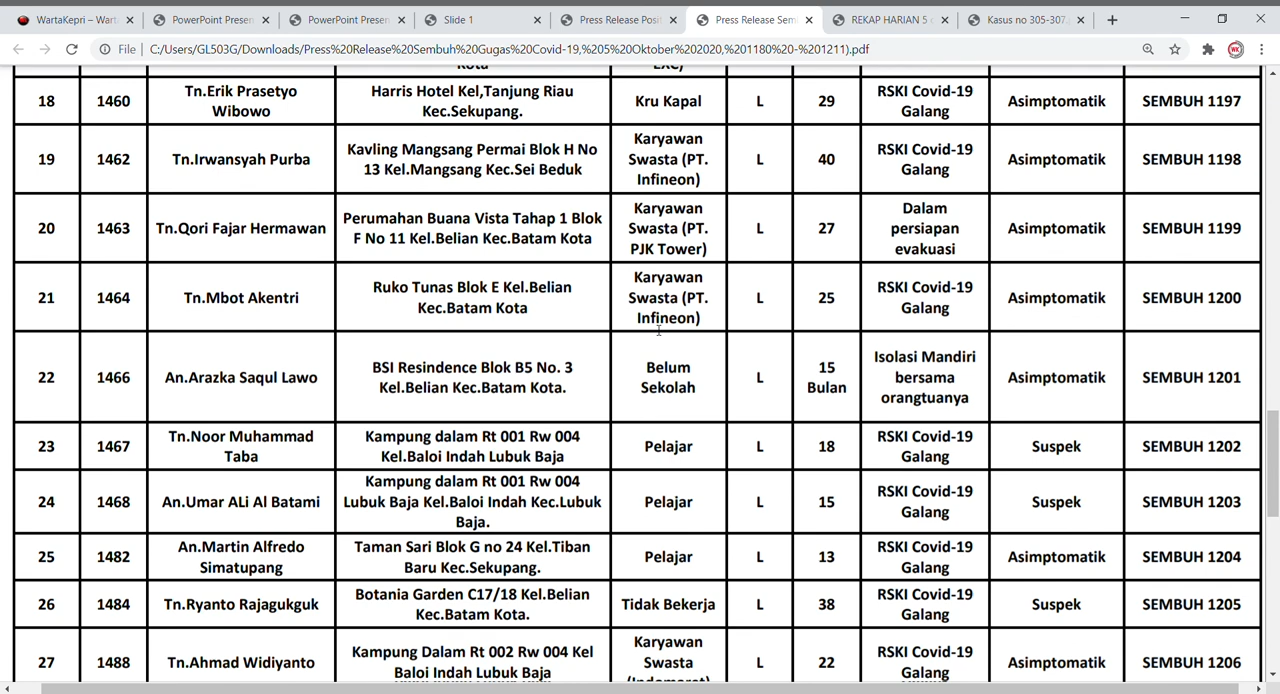 WartaKepri – Warta
PowerPoint Presen
PowerPoint Presen
Slide 1
Press Release Posit
Press Release Sem
REKAP HARIAN 5
Kasus no 305-307.
File | C:/Users/GL503G/Downloads/Press%20Release%20Sembuh%20Gugas%20Covid-19,%205%20Oktober%202020,%201180%20-%201211).pdf
Kota
EXC)
18
1460
Tn.Erik Prasetyo
Wibowo
Harris Hotel Kel,Tanjung Riau
Kec.Sekupang.
Kru Kapal
L
29
RSKI Covid-19
Galang
Asimptomatik
SEMBUH 1197
19
1462
Tn.Irwansyah Purba
Kavling Mangsang Permai Blok H No
13 Kel.Mangsang Kec.Sei Beduk
Karyawan
Swasta (PT.
Infineon)
L
40
RSKI Covid-19
Galang
Asimptomatik
SEMBUH 1198
20
1463
Tn.Qori Fajar Hermawan
Perumahan Buana Vista Tahap 1 Blok
F No 11 Kel.Belian Kec.Batam Kota
Karyawan
Swasta (PT.
PJK Tower)
L
27
Dalam
persiapan
evakuasi
Asimptomatik
SEMBUH 1199
21
1464
Tn.Mbot Akentri
Ruko Tunas Blok E Kel.Belian
Kec.Batam Kota
Karyawan
Swasta (PT.
Infineon)
L
25
RSKI Covid-19
Galang
Asimptomatik
SEMBUH 1200
22
1466
An.Arazka Saqul Lawo
BSI Resindence Blok B5 No. 3
Kel.Belian Kec.Batam Kota.
Belum
Sekolah
L
15
Bulan
Isolasi Mandiri
bersama
orangtuanya
Asimptomatik
SEMBUH 1201
23
1467
Tn.Noor Muhammad
Taba
Kampung dalam Rt 001 Rw 004
Kel.Baloi Indah Lubuk Baja
Pelajar
L
18
RSKI Covid-19
Galang
Suspek
SEMBUH 1202
24
1468
An.Umar ALi Al Batami
Kampung dalam Rt 001 Rw 004
Lubuk Baja Kel.Baloi Indah Kec.Lubuk
Baja.
Pelajar
L
15
RSKI Covid-19
Galang
Suspek
SEMBUH 1203
25
1482
An.Martin Alfredo
Simatupang
Taman Sari Blok G no 24 Kel.Tiban
Baru Kec.Sekupang.
Pelajar
L
13
RSKI Covid-19
Galang
Asimptomatik
SEMBUH 1204
26
1484
Tn.Ryanto Rajagukguk
Botania Garden C17/18 Kel.Belian
Kec.Batam Kota.
Tidak Bekerja
L
38
RSKI Covid-19
Galang
Suspek
SEMBUH 1205
27
1488
Tn.Ahmad Widiyanto
Kampung Dalam Rt 002 Rw 004 Kel
Baloi Indah Lubuk Baja
Karyawan
Swasta
(Indomaret)
L
22
RSKI Covid-19
Galang
Asimptomatik
SEMBUH 1206